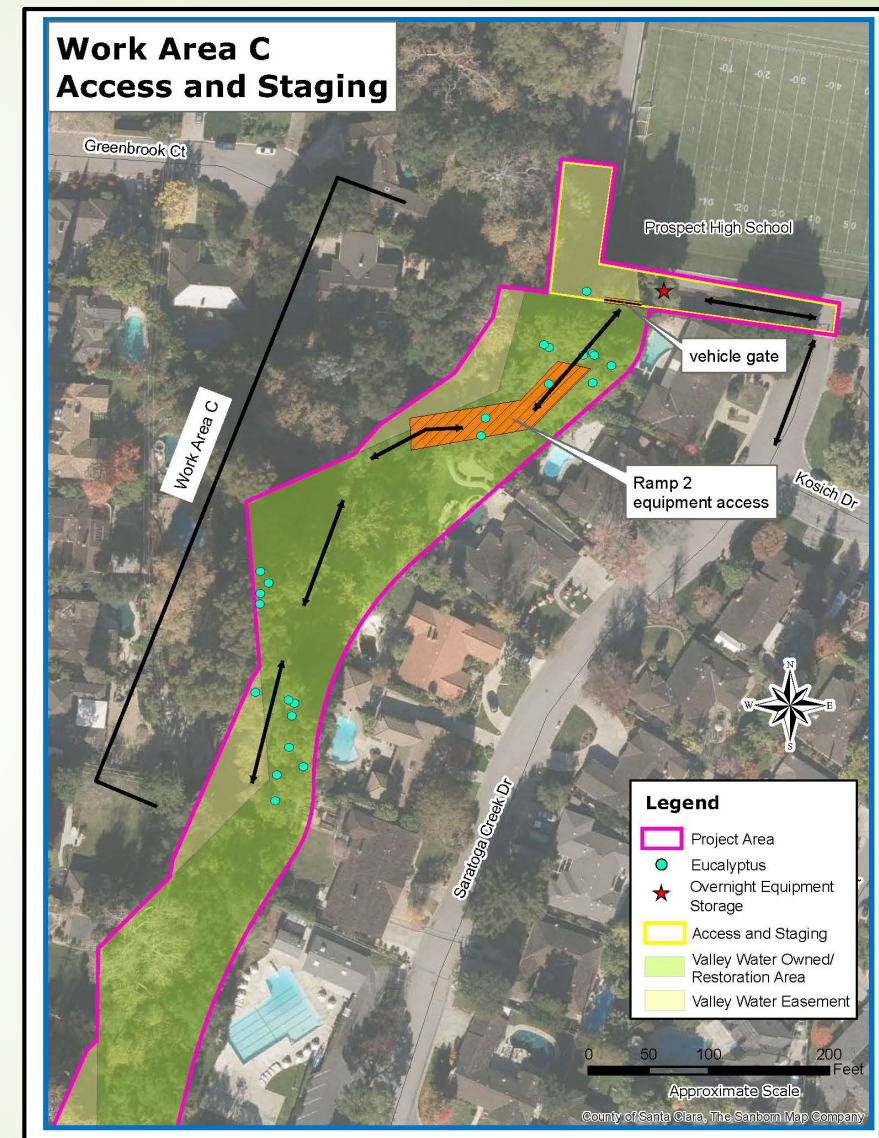 Work Area C
Access and Staging
Greenbrook Ct
Prospect High School
vehicle gate
Work Area C
Ramp 2
equipment access
Kosich Dr
Saratoga Creek Dr
N
W
E
S
Legend
Project Area
Eucalyptus
Overnight Equipment
Storage
Access and Staging
Valley Water Owned/
Restoration Area
Valley Water Easement
0 50 100 200
Feet
Approximate Scale
County of Santa Clara, The Sanborn Map Company